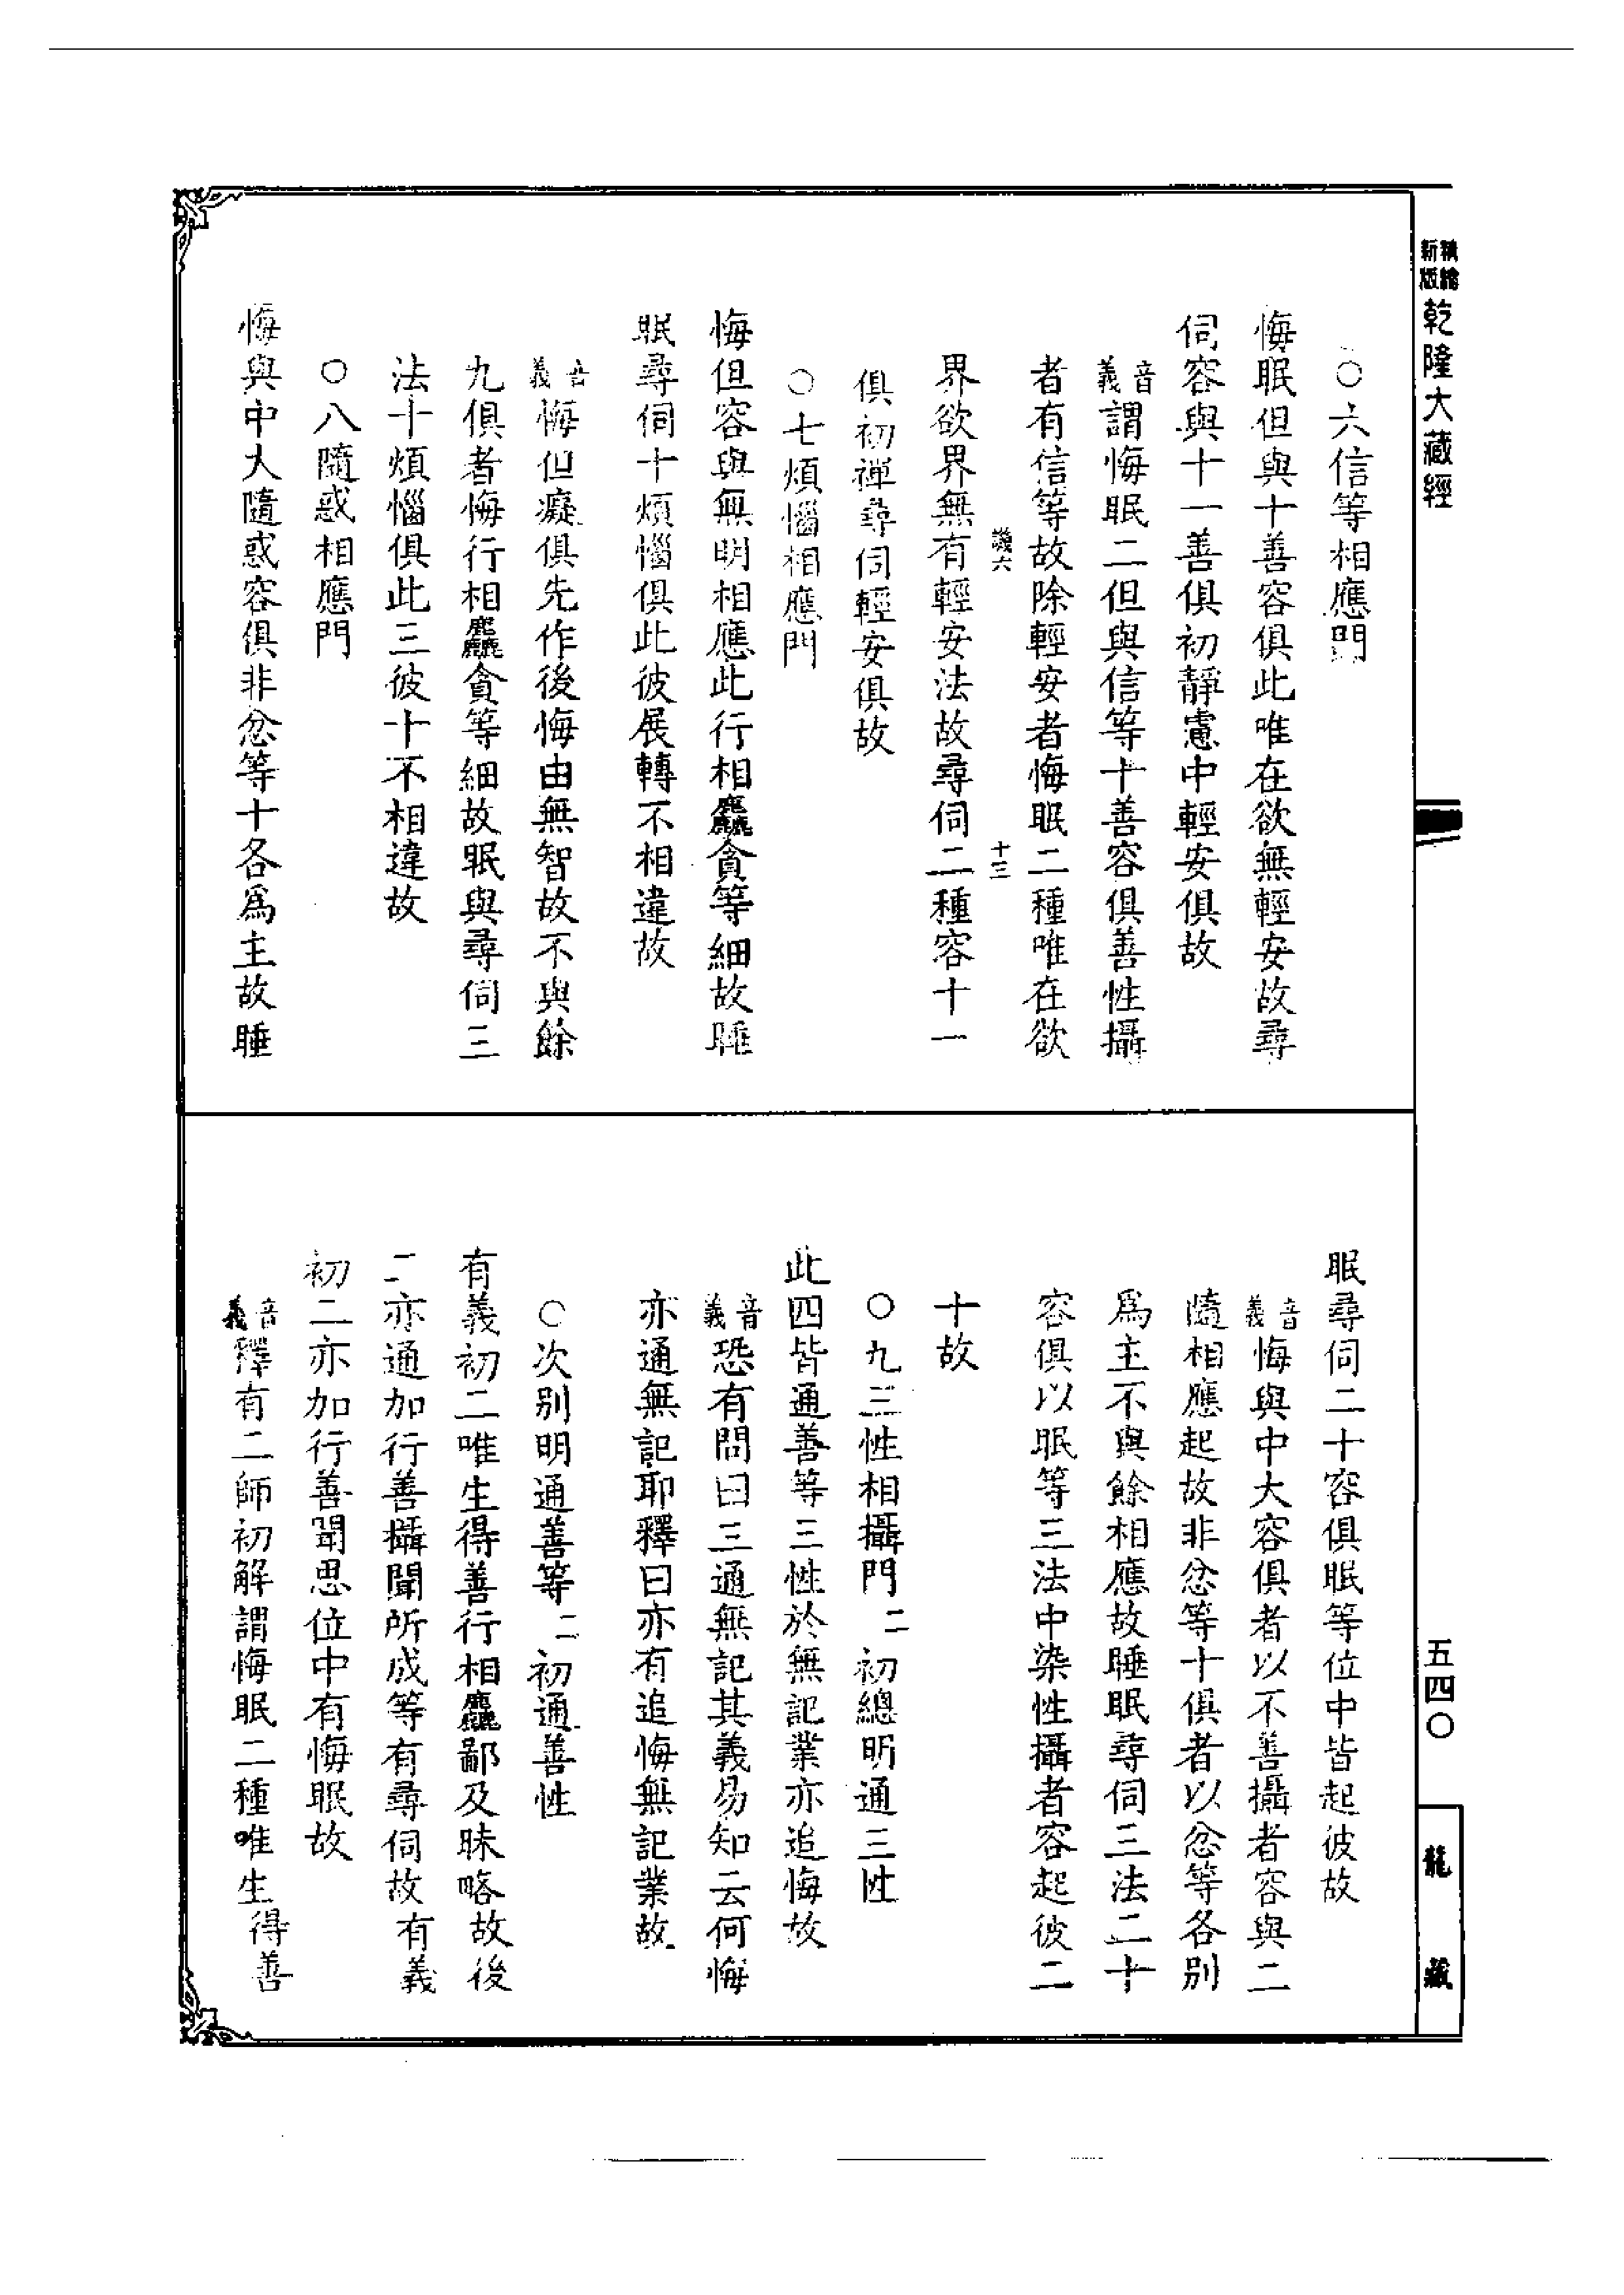 精繪新版
乾隆大藏經
○六信等相應門
悔眠但與十善容俱此唯在欲無輕安故尋
伺容與十一善俱初靜慮中輕安俱故
音義謂悔眠二但與信等十善容俱善性攝
者有信等故除輕安者悔眠二種唯在欲
譏六 十三
界欲界無有輕安法故尋伺二種容十一
俱初禪尋伺輕安俱故
○七煩惱相應門
悔但容與無明相應此行相麤貪等細故睡
眠尋伺十煩惱俱此彼展轉不相違故
音義悔但癡俱先作後悔由無智故不與餘
九俱者悔行相麤貪等細故眠與尋伺三
法十煩惱俱此三彼十不相違故
○八隨惑相應門
悔與中大隨惑容俱非忿等十各為主故睡
眠尋伺二十容俱眠等位中皆起彼故
音義悔與中大容俱者以不善攝者容與二
隨相應起故非忿等十俱者以忿等各別
為主不與餘相應故睡眠尋伺三法二十
容俱以眠等三法中染性攝者容起彼二
十故
○九三性相攝門二初總明通三性
此四皆通善等三性於無記業亦追悔故
音義恐有問曰三通無記其義易知云何悔
亦通無記耶釋曰亦有追悔無記業故
○次別明通善等二初通善性
有義初二唯生得善行相麤鄙及昧略故後
二亦通加行善攝聞所成等有尋伺故有義
初二亦加行善聞思位中有悔眠故
音義釋有二師初解謂悔眠二種唯生得善
五四○
龍藏